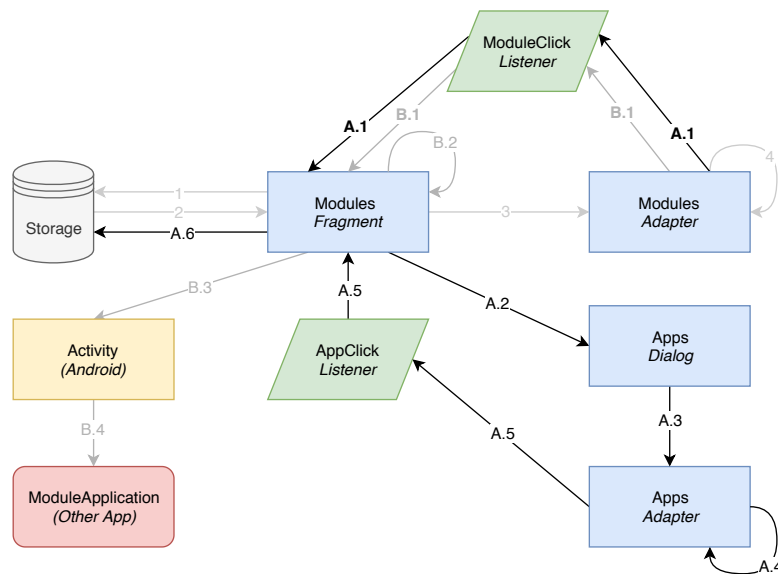 ModuleClick
Listener
A.1
B.1
B.2
B.1
A.1
4
Storage
1
2
A.6
Modules
Fragment
3
Modules
Adapter
B.3
A.5
A.2
Activity
(Android)
AppClick
Listener
Apps
Dialog
B.4
A.5
A.3
ModuleApplication
(Other App)
Apps
Adapter
A.4